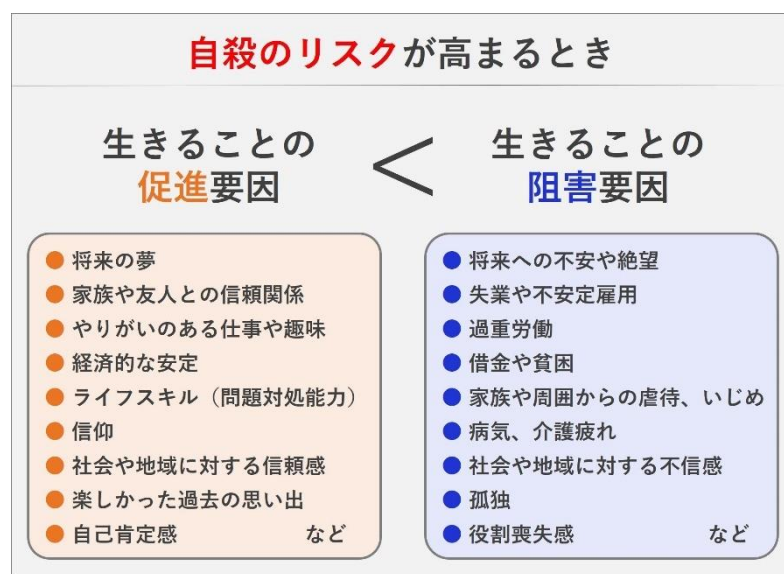 自殺のリスクが高まるとき
生きることの
促進要因
<
生きることの
阻害要因
● 将来の夢
● 家族や友人との信頼関係
● やりがいのある仕事や趣味
● 経済的な安定
● ライフスキル（問題対処能力）
● 信仰
● 社会や地域に対する信頼感
● 楽しかった過去の思い出
● 自己肯定感 など
● 将来への不安や絶望
● 失業や不安定雇用
● 過重労働
● 借金や貧困
● 家族や周囲からの虐待、いじめ
● 病気、介護疲れ
● 社会や地域に対する不信感
● 孤独
● 役割喪失感 など